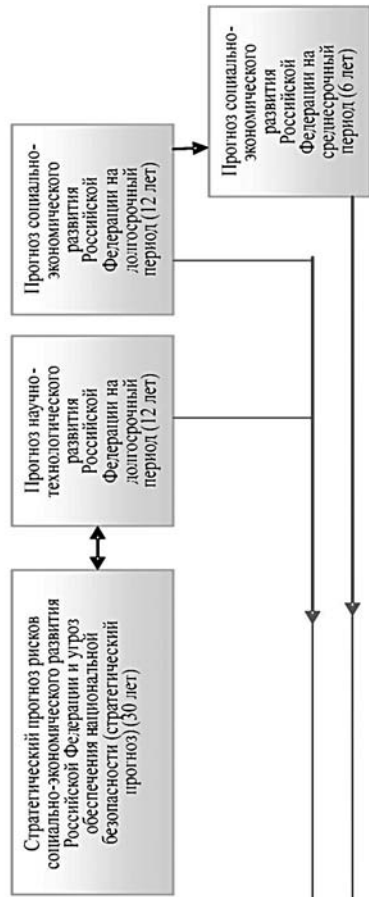 Стратегический прогноз рисков
социально-экономического развития
Российской Федерации и угроз
обеспечения национальной
безопасности (стратегический
прогноз) (30 лет)
Прогноз научно-
технологического
развития
Российской
Федерации на
долгосрочный
период (12 лет)
Прогноз социально-
экономического
развития
Российской
Федерации на
долгосрочный
период (12 лет)
Прогноз социально-
экономического
развития
Российской
Федерации на
среднесрочный
период (6 лет)